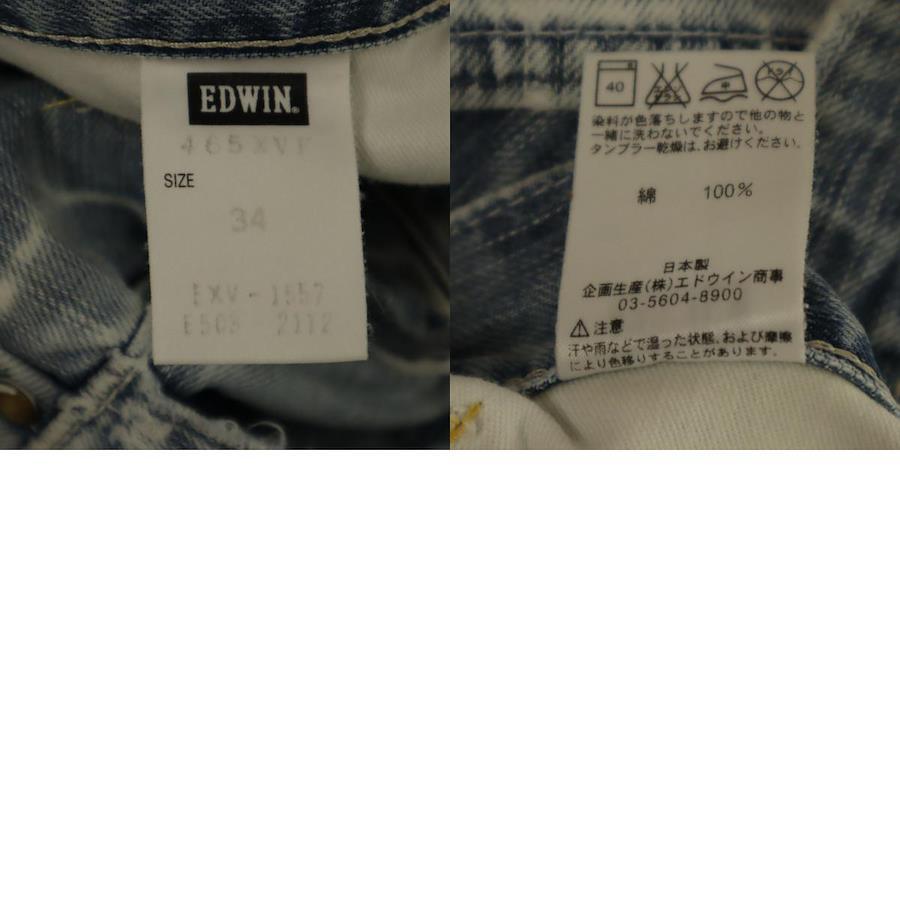 EDWIN®
465XVF
SIZE
34
EXV-1557
E503 2112
40
染料が色落ちしますので他の物と
一緒に洗わないでください。
タンブラー乾燥は、お避けください。
綿 100%
日本製
企画生産(株)エドウイン商事
03-5604-8900
⚠注意
汗や雨などで湿った状態、および摩擦
により色移りすることがあります。